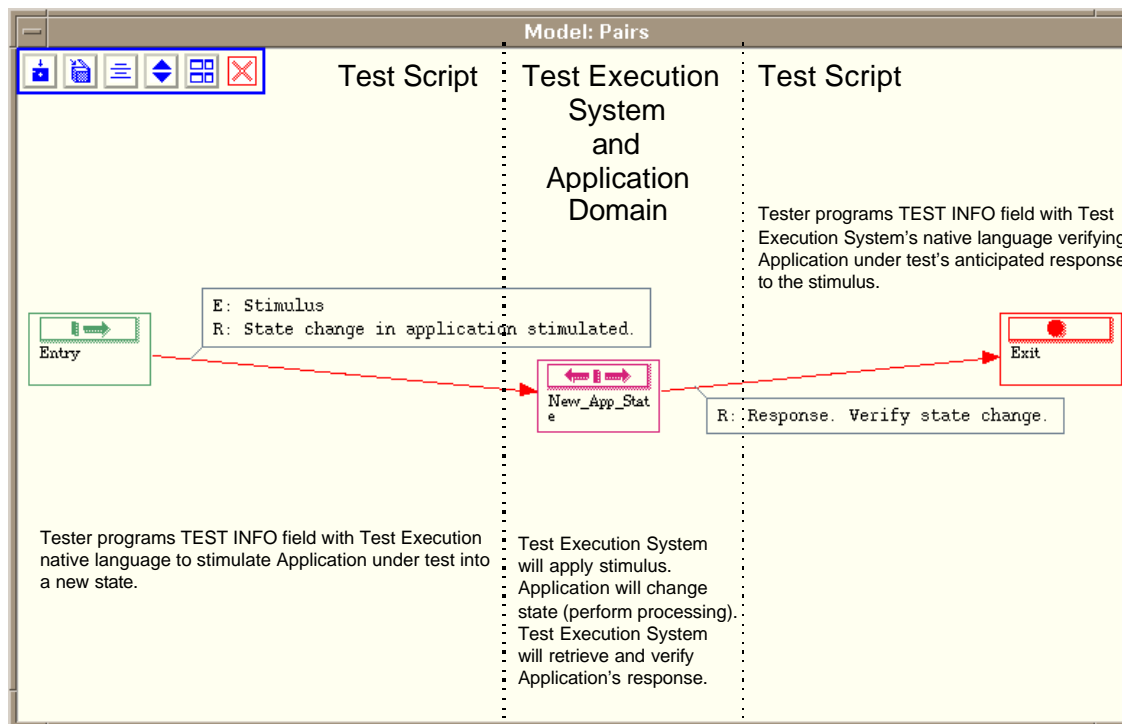 Model: Pairs
Test Script
Test Execution
System
and
Application
Domain
Test Script
Tester programs TEST INFO field with Test
Execution System's native language verifying
Application under test's anticipated response
to the stimulus.
E: Stimulus
R: State change in application stimulated.
Entry
New_App_Stat
e
Exit
R: Response. Verify state change.
Tester programs TEST INFO field with Test Execution
native language to stimulate Application under test into
a new state.
Test Execution System
will apply stimulus.
Application will change
state (perform processing).
Test Execution System
will retrieve and verify
Application's response.